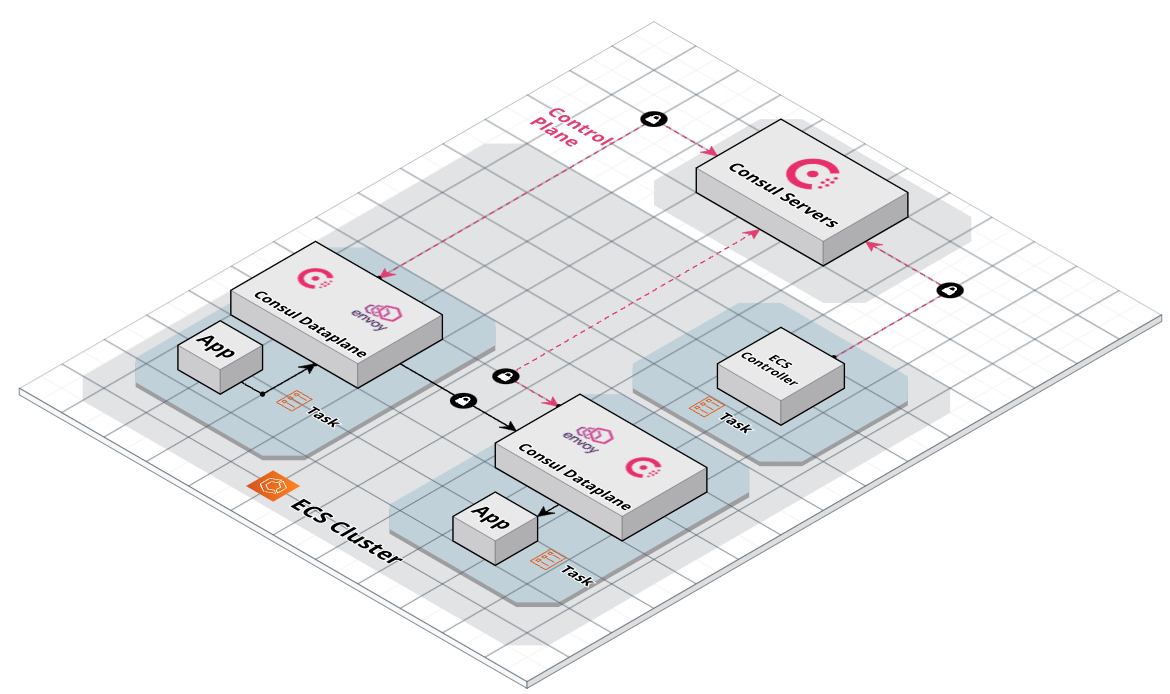 Control
Plane
Consul Servers
envoy
Consul Dataplane
App
Task
ECS
Controller
Task
envoy
Consul Dataplane
App
Task
ECS Cluster